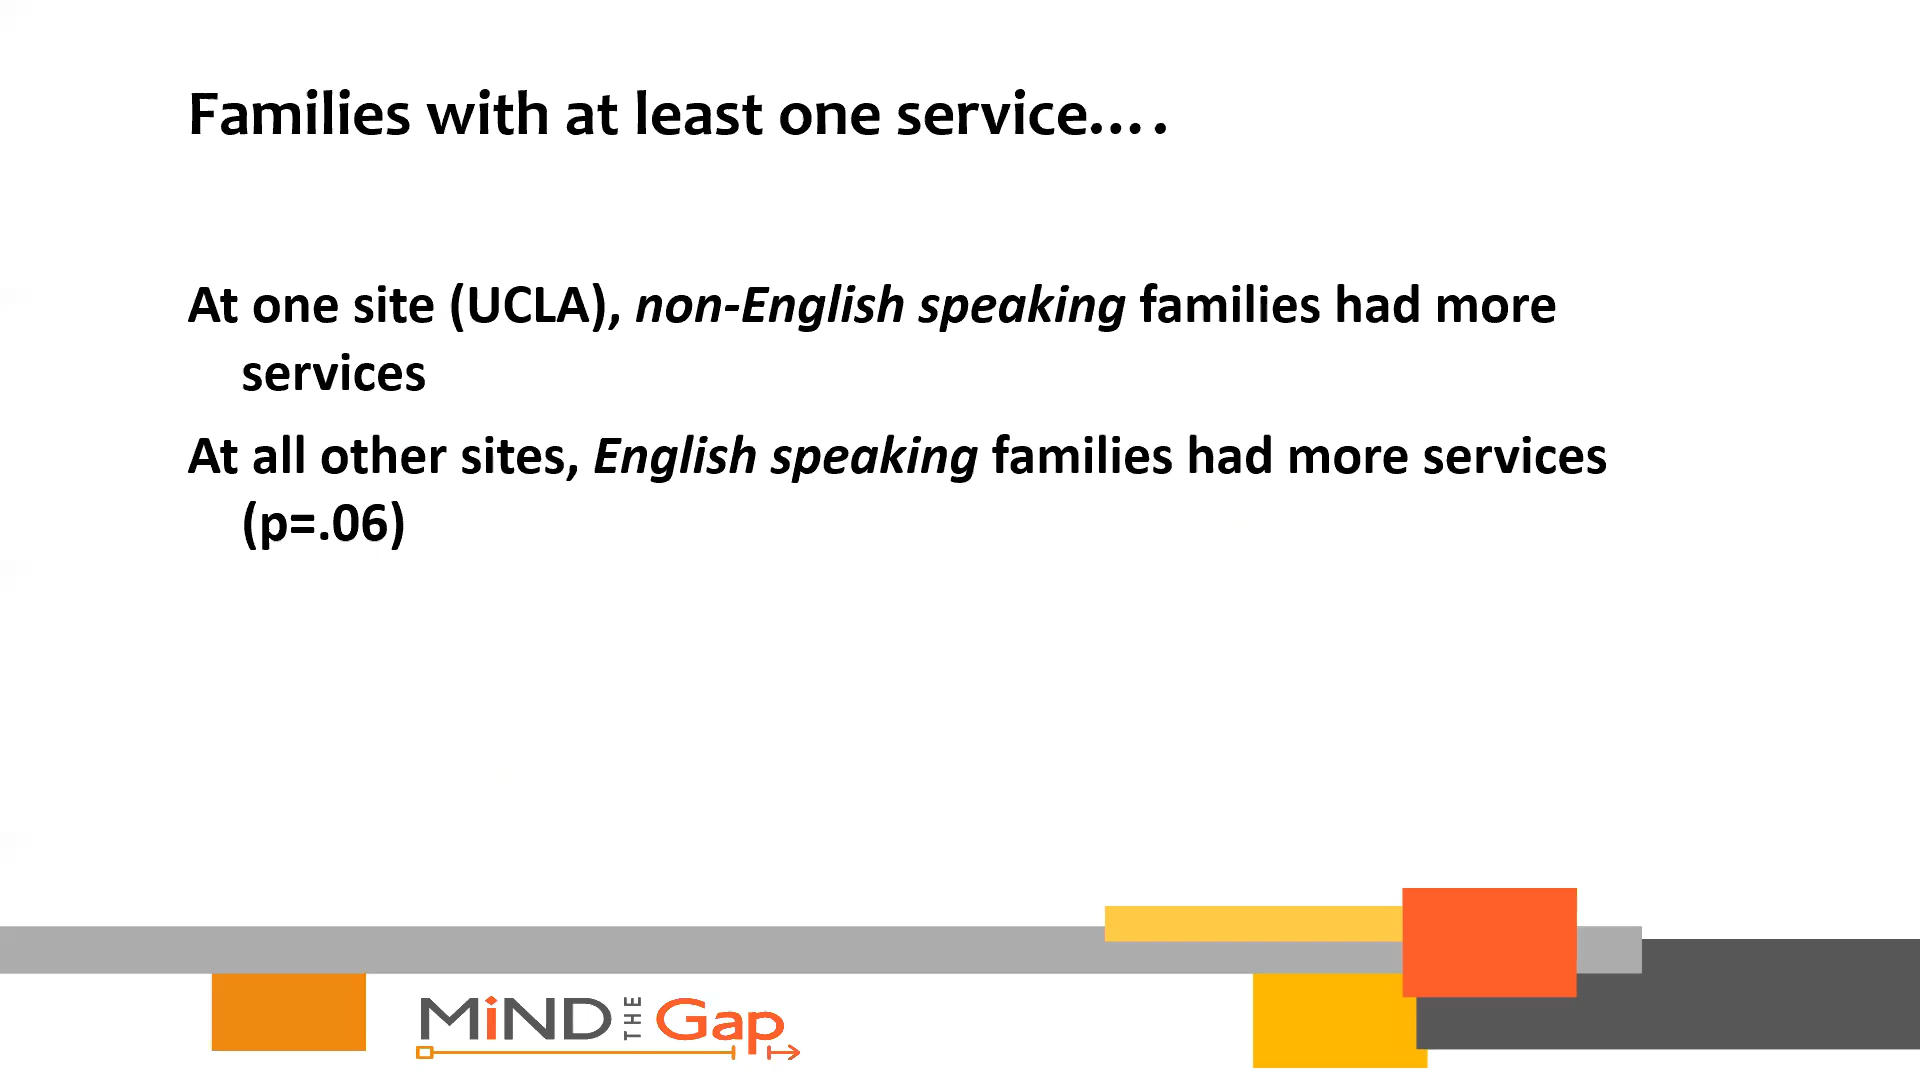 Families with at least one service.…
At one site (UCLA), non-English speaking families had more
services
At all other sites, English speaking families had more services
(p=.06)
MiND THE Gap